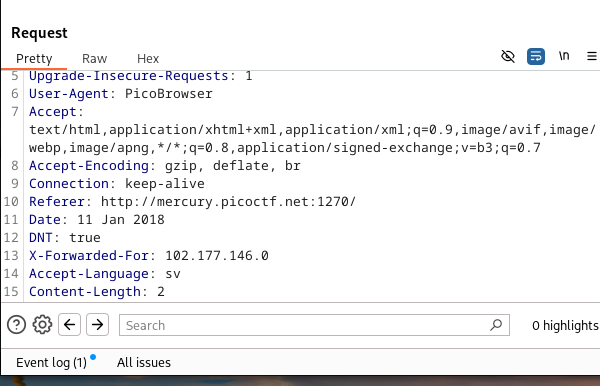 Request
Pretty Raw Hex \n
5 Upgrade-Insecure-Requests: 1
6 User-Agent: PicoBrowser
7 Accept:
text/html,application/xhtml+xml,application/xml;q=0.9,image/avif,image/
webp,image/apng,*/*;q=0.8,application/signed-exchange;v=b3;q=0.7
8 Accept-Encoding: gzip, deflate, br
9 Connection: keep-alive
10 Referer: http://mercury.picoctf.net:1270/
11 Date: 11 Jan 2018
12 DNT: true
13 X-Forwarded-For: 102.177.146.0
14 Accept-Language: sv
15 Content-Length: 2
Search 0 highlights
Event log (1) All issues